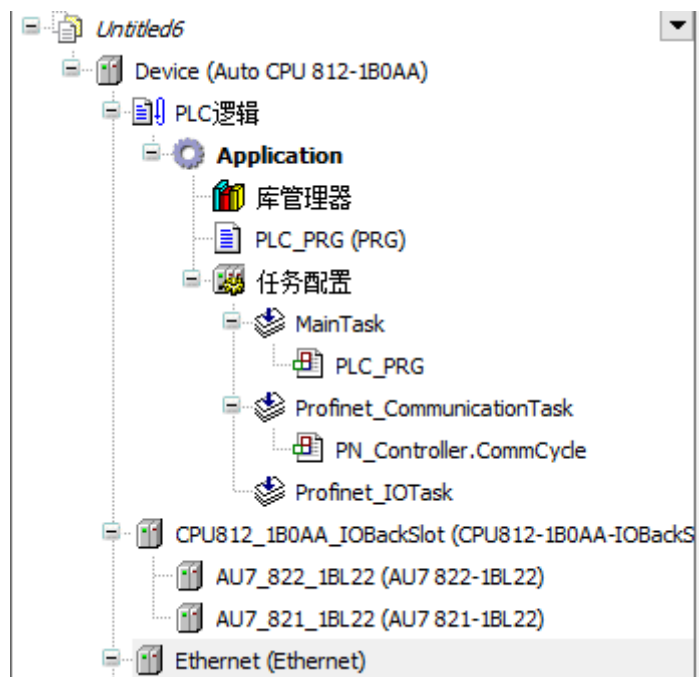 Untitled6
Device (Auto CPU 812-1B0AA)
PLC逻辑
Application
库管理器
PLC_PRG (PRG)
任务配置
MainTask
PLC_PRG
Profinet_CommunicationTask
PN_Controller.CommCycle
Profinet_IOTask
CPU812_1B0AA_IOBackSlot (CPU812-1B0AA-IOBackS
AU7_822_1BL22 (AU7 822-1BL22)
AU7_821_1BL22 (AU7 821-1BL22)
Ethernet (Ethernet)